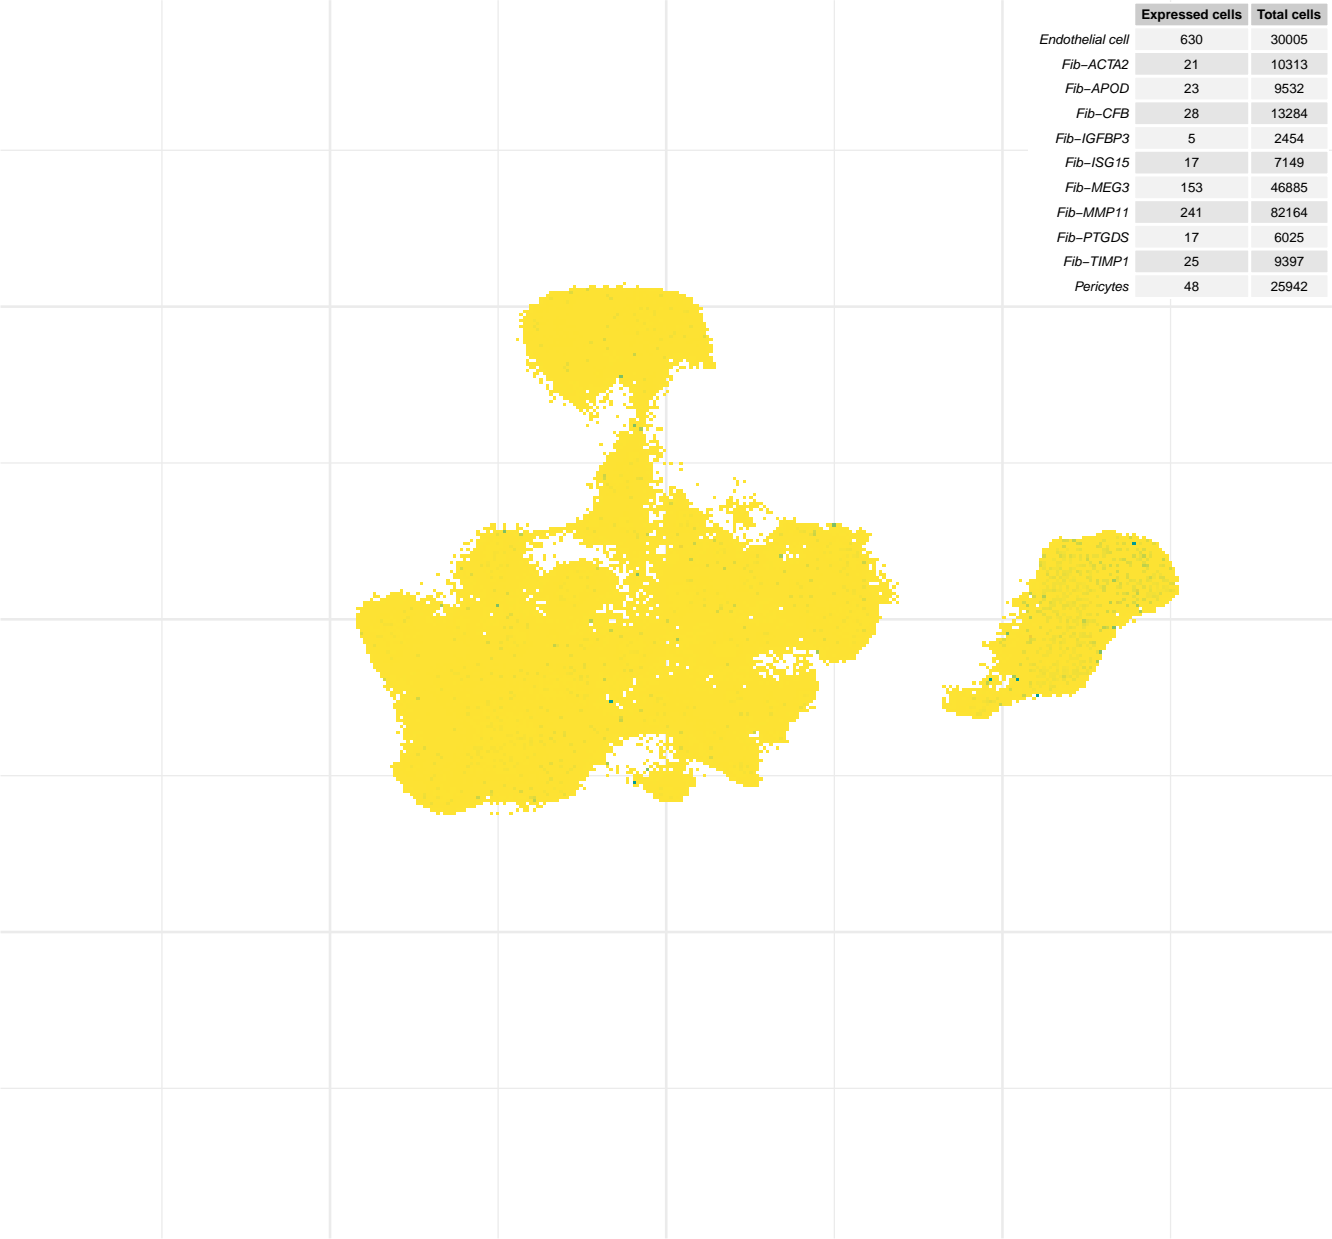 Expressed cells Total cells
Endothelial cell 630 30005
Fib−ACTA2 21 10313
Fib−APOD 23 9532
Fib−CFB 28 13284
Fib−IGFBP3 5 2454
Fib−ISG15 17 7149
Fib−MEG3 153 46885
Fib−MMP11 241 82164
Fib−PTGDS 17 6025
Fib−TIMP1 25 9397
Pericytes 48 25942